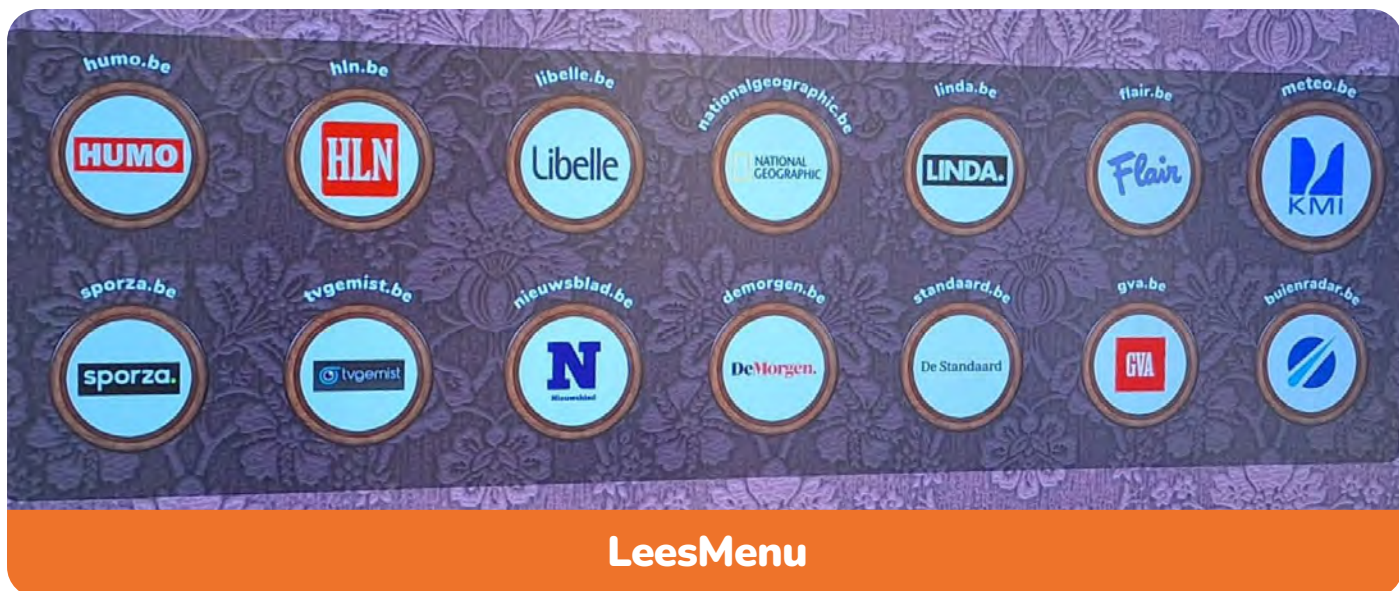 humo.be
hln.be
libelle.be
nationalgeographic.be
linda.be
flair.be
meteo.be
HUMO
HLN
Libelle
NATIONAL
GEOGRAPHIC
LINDA.
Flair
KMI
sporza.be
tvgemist.be
nieuwsblad.be
demorgen.be
standaard.be
gva.be
buienradar.be
sporza.
tvgemist
N
Nieuwsblad
DeMorgen.
De Standaard
GVA
LeesMenu